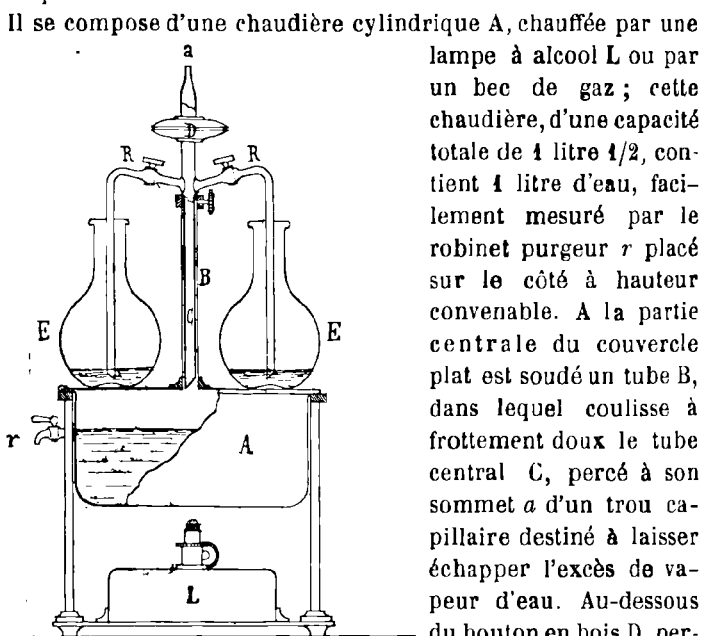 Il se compose d'une chaudière cylindrique A, chauffée par une
lampe à alcool L ou par
un bec de gaz ; cette
chaudière, d'une capacité
totale de 1 litre 1/2, con-
tient 1 litre d'eau, faci-
lement mesuré par le
robinet purgeur r placé
sur le côté à hauteur
convenable. A la partie
centrale du couvercle
plat est soudé un tube B,
dans lequel coulisse à
frottement doux le tube
central C, percé à son
sommet a d'un trou ca-
pillaire destiné à laisser
échapper l'excès de va-
peur d'eau. Au-dessous
du bouton en bois D, per-
a
D
R R
B
C
E E
r
A
L